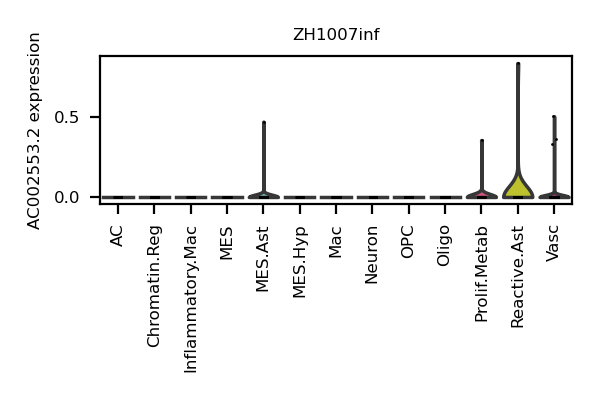 ZH1007inf
AC002553.2 expression
0.5
0.0
AC
Chromatin.Reg
Inflammatory.Mac
MES
MES.Ast
MES.Hyp
Mac
Neuron
OPC
Oligo
Prolif.Metab
Reactive.Ast
Vasc